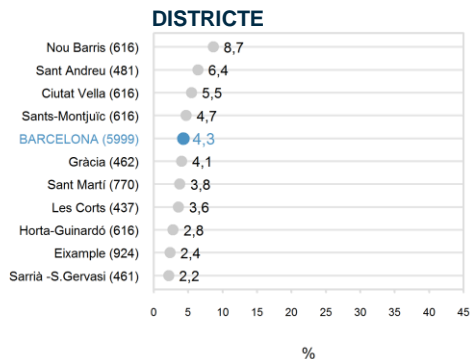 DISTRICTE
Nou Barris (616) 8,7
Sant Andreu (481) 6,4
Ciutat Vella (616) 5,5
Sants-Montjuïc (616) 4,7
BARCELONA (5999) 4,3
Gràcia (462) 4,1
Sant Martí (770) 3,8
Les Corts (437) 3,6
Horta-Guinardó (616) 2,8
Eixample (924) 2,4
Sarrià -S.Gervasi (461) 2,2
0 5 10 15 20 25 30 35 40 45
%